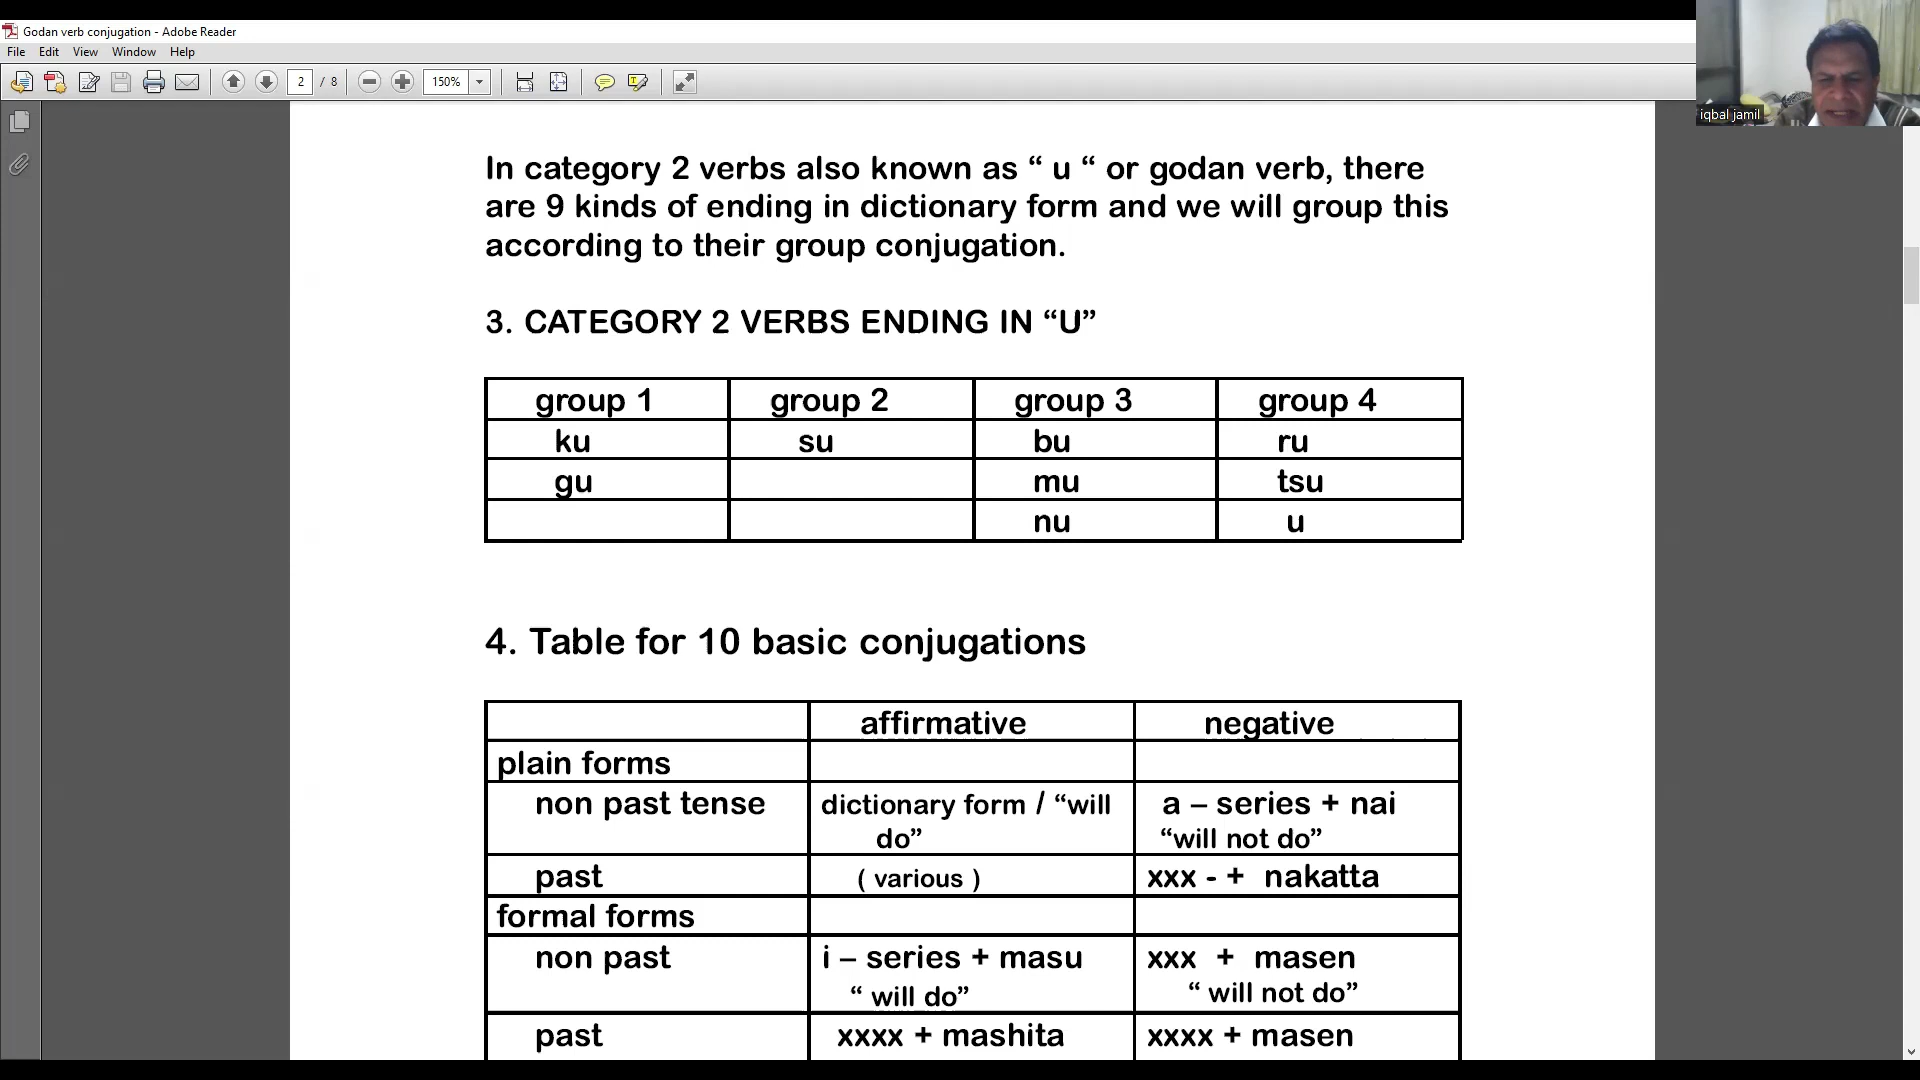 Godan verb conjugation - Adobe Reader
File Edit View Window Help
2 / 8 150%
iqbal jamil
In category 2 verbs also known as “ u “ or godan verb, there
are 9 kinds of ending in dictionary form and we will group this
according to their group conjugation.
3. CATEGORY 2 VERBS ENDING IN “U”
group 1 group 2 group 3 group 4
ku su bu ru
gu mu tsu
nu u
4. Table for 10 basic conjugations
affirmative negative
plain forms
non past tense dictionary form / “will a – series + nai
do” “will not do”
past ( various ) xxx - + nakatta
formal forms
non past i – series + masu xxx + masen
“ will do” “ will not do”
past xxxx + mashita xxxx + masen